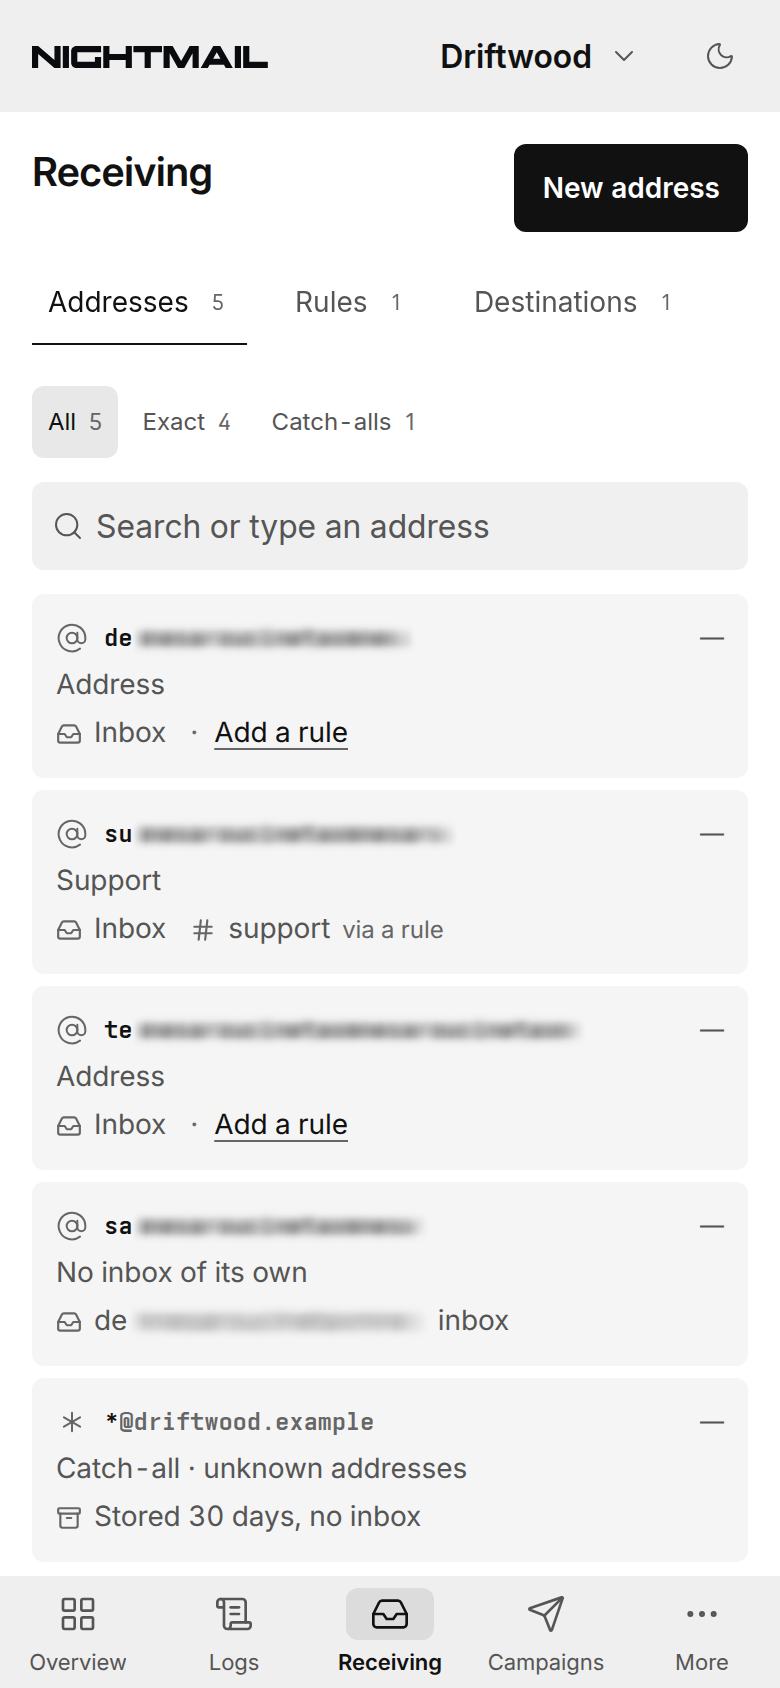 NIGHTMAIL Driftwood
Receiving New address
Addresses 5 Rules 1 Destinations 1
All 5 Exact 4 Catch-alls 1
Search or type an address
de
Address
Inbox · Add a rule
su
Support
Inbox # support via a rule
te
Address
Inbox · Add a rule
sa
No inbox of its own
de inbox
*@driftwood.example
Catch-all · unknown addresses
Stored 30 days, no inbox
Overview Logs Receiving Campaigns More